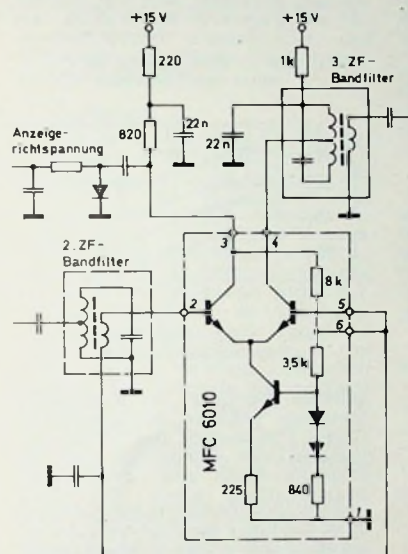 +15 V
+15 V
220
1k
3. ZF-
Bandfilter
820
22n
22n
Anzeige-
richtspannung
3
4
2. ZF-
Bandfilter
8k
2
5
6
3,5k
MFC 6010
225
840
1